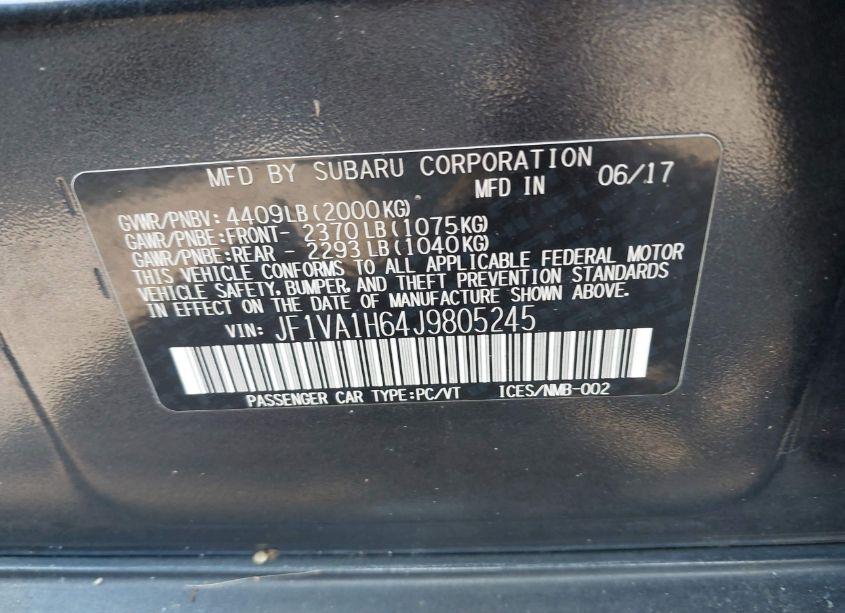 MFD BY SUBARU CORPORATION
MFD IN 06/17
GVWR/PNBV: 4409LB(2000KG)
GAWR/PNBE:FRONT- 2370LB(1075KG)
GAWR/PNBE:REAR - 2293LB(1040KG)
THIS VEHICLE CONFORMS TO ALL APPLICABLE FEDERAL MOTOR
VEHICLE SAFETY, BUMPER, AND THEFT PREVENTION STANDARDS
IN EFFECT ON THE DATE OF MANUFACTURE SHOWN ABOVE.
VIN: JF1VA1H64J9805245
PASSENGER CAR TYPE:PC/VT ICES/NMB-002